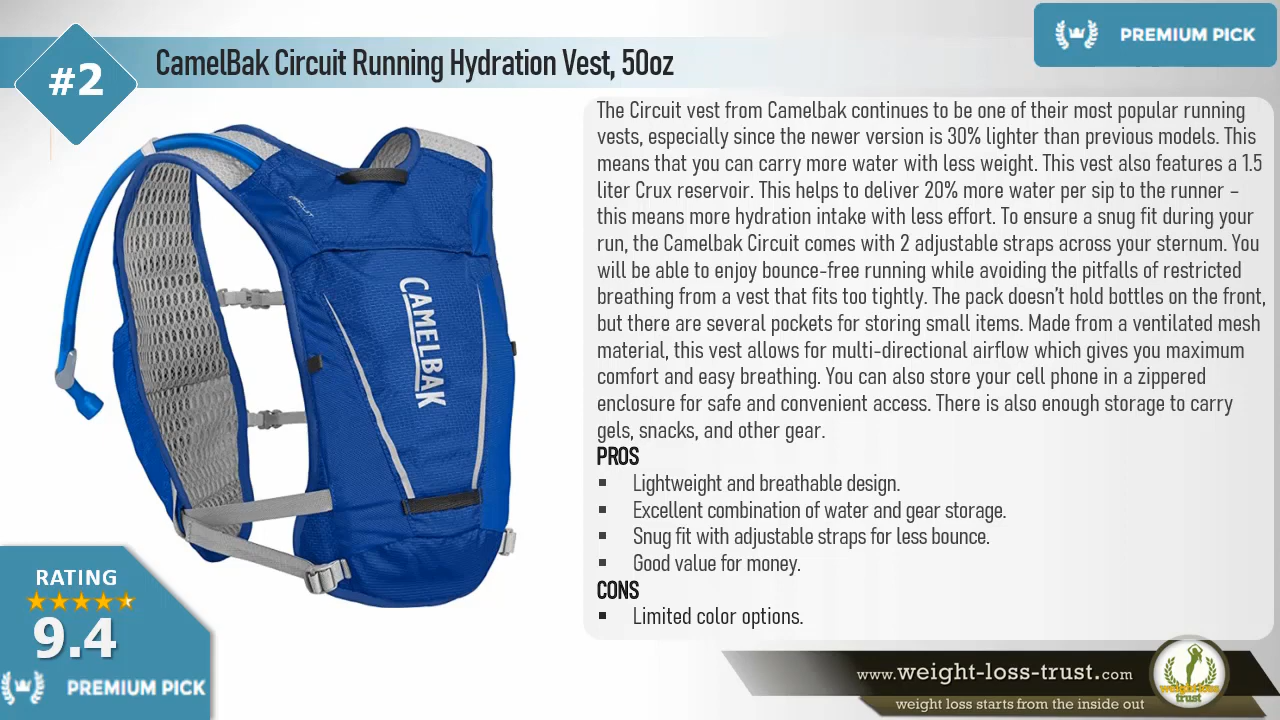 #2
CamelBak Circuit Running Hydration Vest, 50oz
PREMIUM PICK
The Circuit vest from Camelbak continues to be one of their most popular running
vests, especially since the newer version is 30% lighter than previous models. This
means that you can carry more water with less weight. This vest also features a 1.5
liter Crux reservoir. This helps to deliver 20% more water per sip to the runner –
this means more hydration intake with less effort. To ensure a snug fit during your
run, the Camelbak Circuit comes with 2 adjustable straps across your sternum. You
will be able to enjoy bounce-free running while avoiding the pitfalls of restricted
breathing from a vest that fits too tightly. The pack doesn't hold bottles on the front,
but there are several pockets for storing small items. Made from a ventilated mesh
material, this vest allows for multi-directional airflow which gives you maximum
comfort and easy breathing. You can also store your cell phone in a zippered
enclosure for safe and convenient access. There is also enough storage to carry
gels, snacks, and other gear.
PROS
▪ Lightweight and breathable design.
▪ Excellent combination of water and gear storage.
▪ Snug fit with adjustable straps for less bounce.
▪ Good value for money.
CONS
▪ Limited color options.
CIRCUIT
CAMELBAK
RATING
9.4
PREMIUM PICK
www.weight-loss-trust.com
weight loss starts from the inside out
weight loss
trust